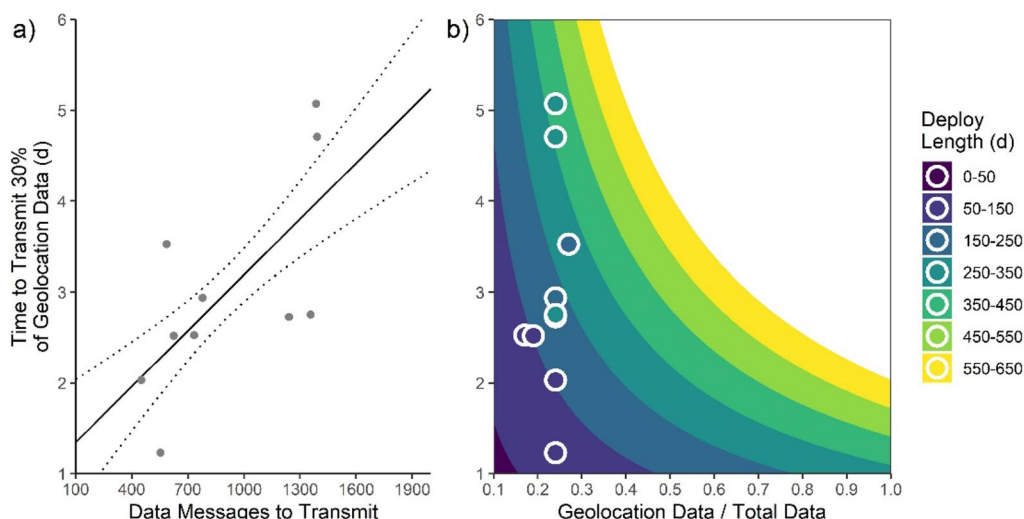 a)
Time to Transmit 30%
of Geolocation Data (d)
6
5
4
3
2
1
100 400 700 1000 1300 1600 1900
Data Messages to Transmit
b)
6
5
4
3
2
1
0.1 0.2 0.3 0.4 0.5 0.6 0.7 0.8 0.9 1.0
Geolocation Data / Total Data
Deploy
Length (d)
0-50
50-150
150-250
250-350
350-450
450-550
550-650